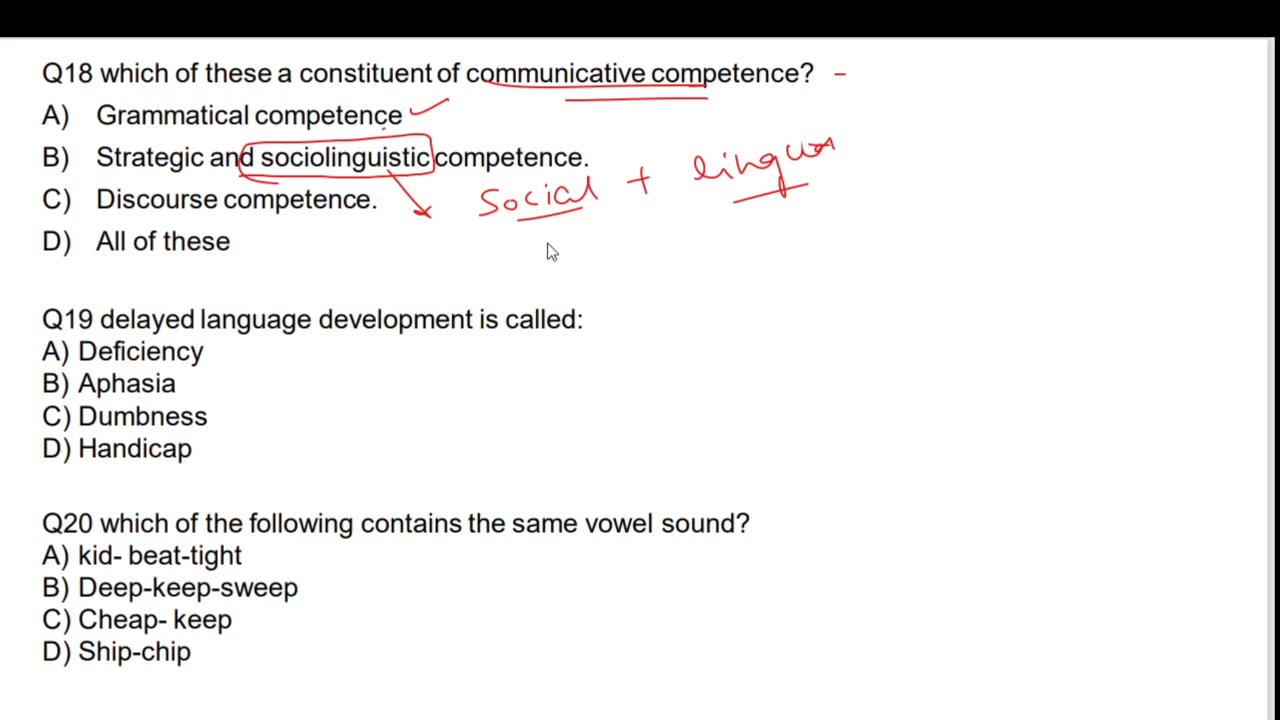 Q18 which of these a constituent of communicative competence? -
A) Grammatical competence
B) Strategic and sociolinguistic competence.
social + lingua
C) Discourse competence.
D) All of these
Q19 delayed language development is called:
A) Deficiency
B) Aphasia
C) Dumbness
D) Handicap
Q20 which of the following contains the same vowel sound?
A) kid- beat-tight
B) Deep-keep-sweep
C) Cheap- keep
D) Ship-chip